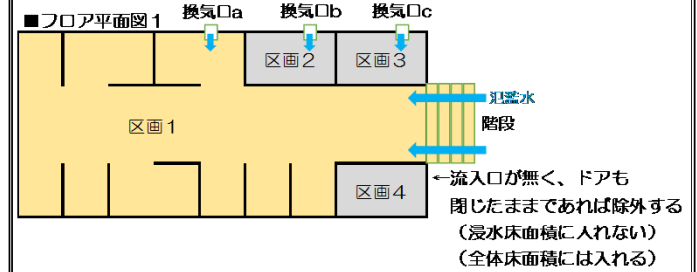 ■フロア平面図1
換気口a
換気口b
換気口c
区画2
区画3
氾濫水
区画1
階段
区画4
←流入口が無く、ドアも
閉じたままであれば除外する
（浸水床面積に入れない）
（全体床面積には入れる）